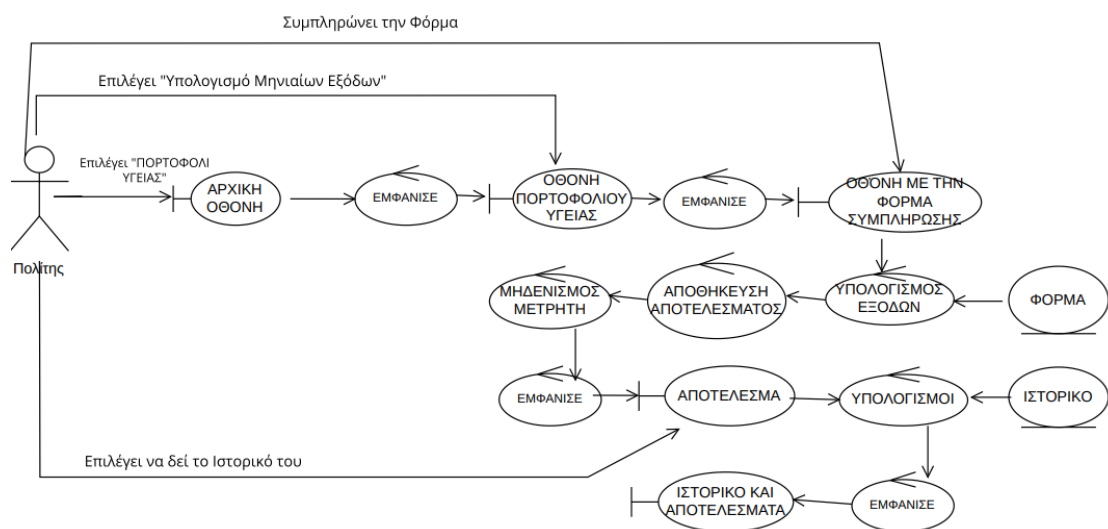 Συμπληρώνει την Φόρμα
Επιλέγει "Υπολογισμό Μηνιαίων Εξόδων"
Επιλέγει "ΠΟΡΤΟΦΟΛΙ
ΥΓΕΙΑΣ"
Πολίτης
ΑΡΧΙΚΗ
ΟΘΟΝΗ
ΕΜΦΑΝΙΣΕ
ΟΘΟΝΗ
ΠΟΡΤΟΦΟΛΙΟΥ
ΥΓΕΙΑΣ
ΕΜΦΑΝΙΣΕ
ΟΘΟΝΗ ΜΕ ΤΗΝ
ΦΟΡΜΑ
ΣΥΜΠΛΗΡΩΣΗΣ
ΜΗΔΕΝΙΣΜΟΣ
ΜΕΤΡΗΤΗ
ΑΠΟΘΗΚΕΥΣΗ
ΑΠΟΤΕΛΕΣΜΑΤΟΣ
ΥΠΟΛΟΓΙΣΜΟΣ
ΕΞΟΔΩΝ
ΦΟΡΜΑ
ΕΜΦΑΝΙΣΕ
ΑΠΟΤΕΛΕΣΜΑ
ΥΠΟΛΟΓΙΣΜΟΙ
ΙΣΤΟΡΙΚΟ
Επιλέγει να δεί το Ιστορικό του
ΙΣΤΟΡΙΚΟ ΚΑΙ
ΑΠΟΤΕΛΕΣΜΑΤΑ
ΕΜΦΑΝΙΣΕ